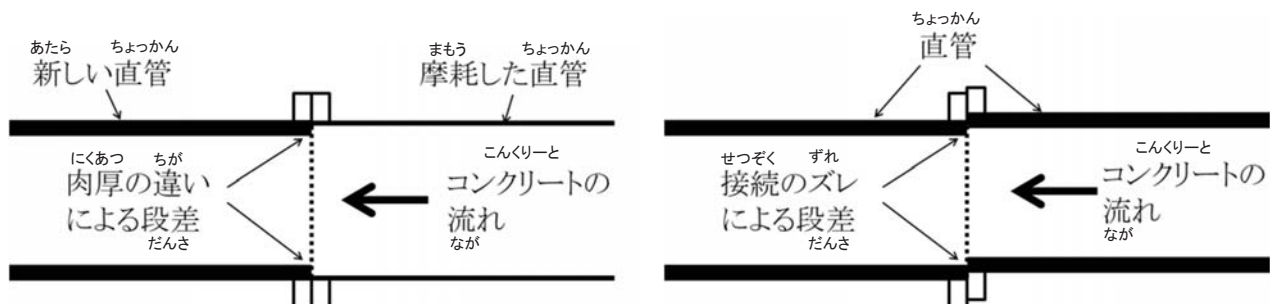 あたら ちょっかん
新しい直管
まもう ちょっかん
摩耗した直管
にくあつ ちが
肉厚の違い
による段差
だんさ
こんくりーと
コンクリートの
流れ
なが
ちょっかん
直管
せつぞく ずれ
接続のズレ
による段差
だんさ
こんくりーと
コンクリートの
流れ
なが